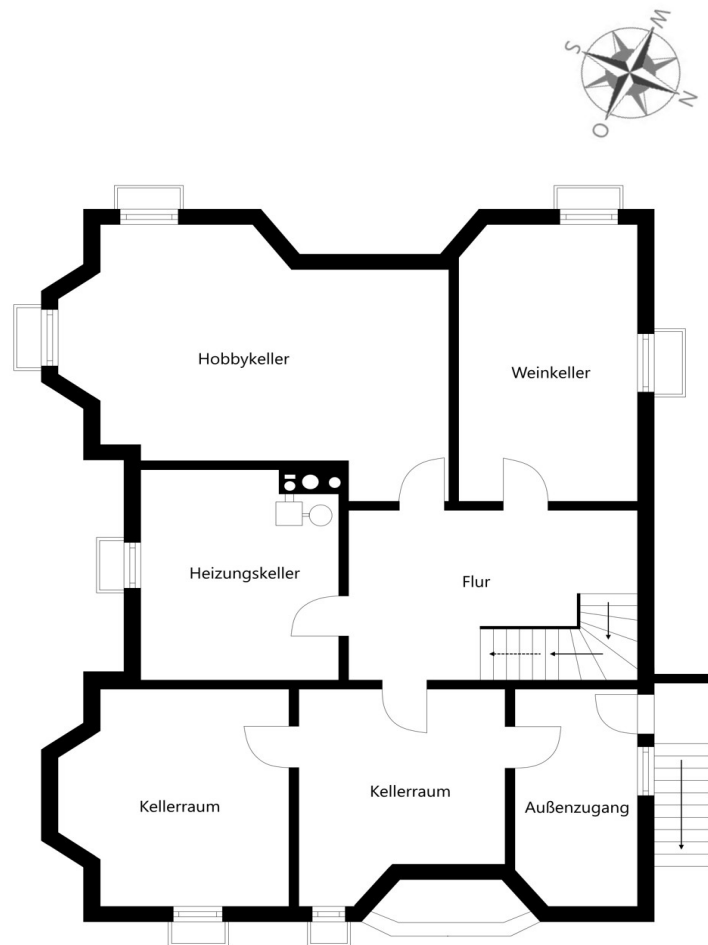 W
S
N
O
Hobbykeller
Weinkeller
Heizungskeller
Flur
Kellerraum
Kellerraum
Außenzugang